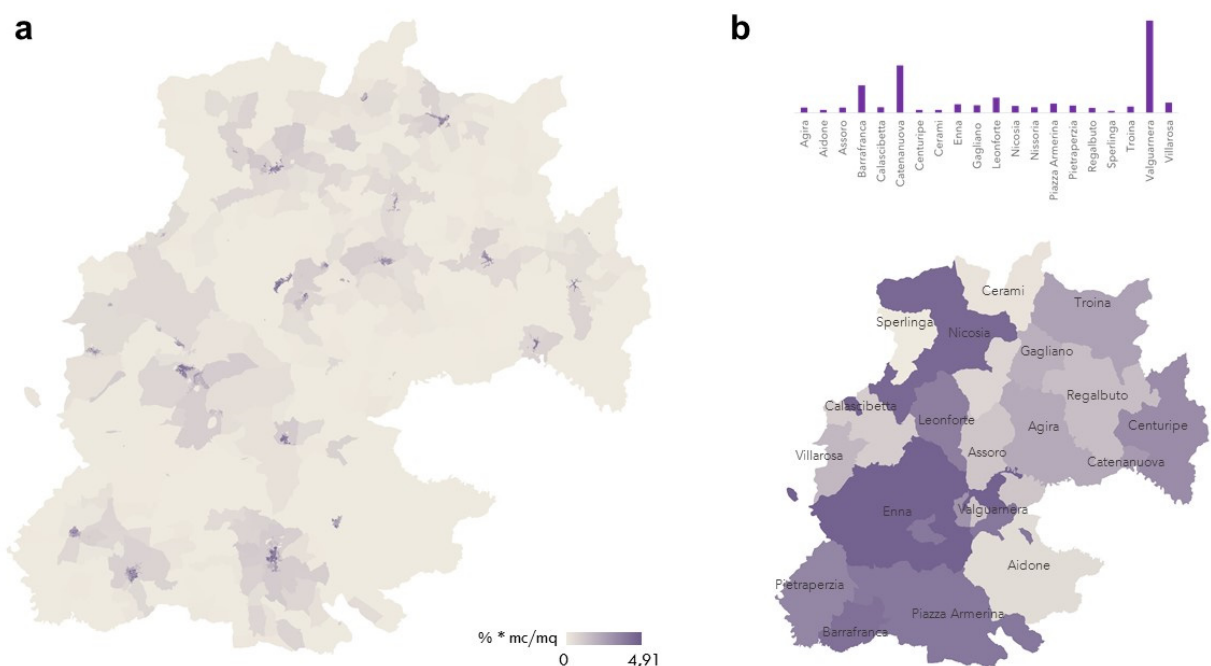 a
b
Agira
Aidone
Assoro
Barrafranca
Calascibetta
Catenanuova
Centuripe
Cerami
Enna
Gagliano
Leonforte
Nicosia
Nissoria
Piazza Armerina
Pietraperzia
Regalbuto
Sperlinga
Troina
Valguarnera
Villarosa
Cerami
Troina
Sperlinga
Nicosia
Gagliano
Regalbuto
Calascibetta
Leonforte
Agira
Centuripe
Villarosa
Assoro
Catenanuova
Enna
Valguarnera
Aidone
Pietraperzia
Piazza Armerina
Barrafranca
% * mc/mq
0
4.91